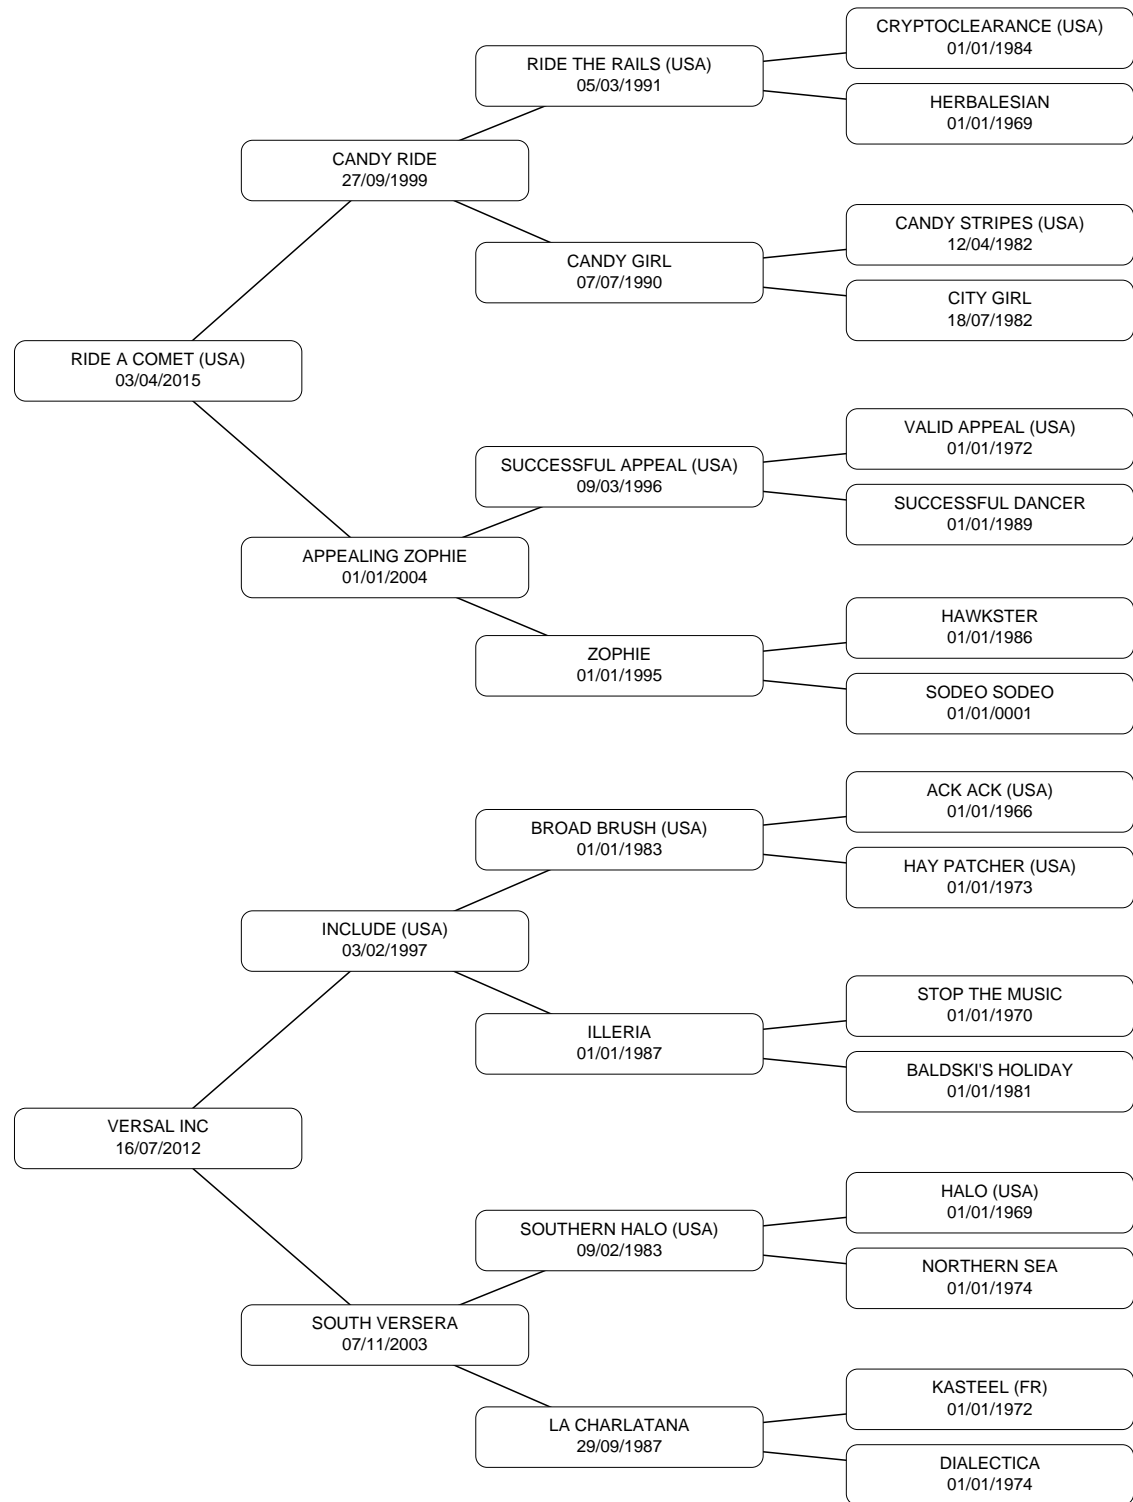 CRYPTOCLEARANCE (USA)
01/01/1984
RIDE THE RAILS (USA)
05/03/1991
HERBALESIAN
01/01/1969
CANDY RIDE
27/09/1999
CANDY STRIPES (USA)
12/04/1982
CANDY GIRL
07/07/1990
CITY GIRL
18/07/1982
RIDE A COMET (USA)
03/04/2015
VALID APPEAL (USA)
01/01/1972
SUCCESSFUL APPEAL (USA)
09/03/1996
SUCCESSFUL DANCER
01/01/1989
APPEALING ZOPHIE
01/01/2004
HAWKSTER
01/01/1986
ZOPHIE
01/01/1995
SODEO SODEO
01/01/0001
ACK ACK (USA)
01/01/1966
BROAD BRUSH (USA)
01/01/1983
HAY PATCHER (USA)
01/01/1973
INCLUDE (USA)
03/02/1997
STOP THE MUSIC
01/01/1970
ILLERIA
01/01/1987
BALDSKI'S HOLIDAY
01/01/1981
VERSAL INC
16/07/2012
HALO (USA)
01/01/1969
SOUTHERN HALO (USA)
09/02/1983
NORTHERN SEA
01/01/1974
SOUTH VERSERA
07/11/2003
KASTEEL (FR)
01/01/1972
LA CHARLATANA
29/09/1987
DIALECTICA
01/01/1974